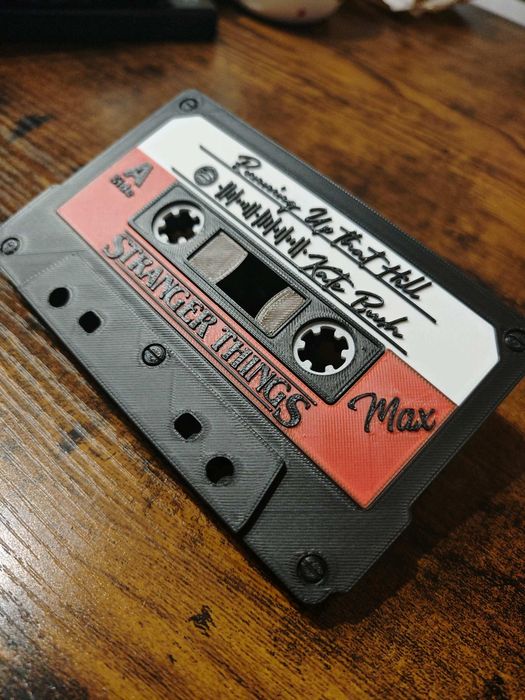 Running Up That Hill
Kate Bush
A
Side
STRANGER THINGS
Max